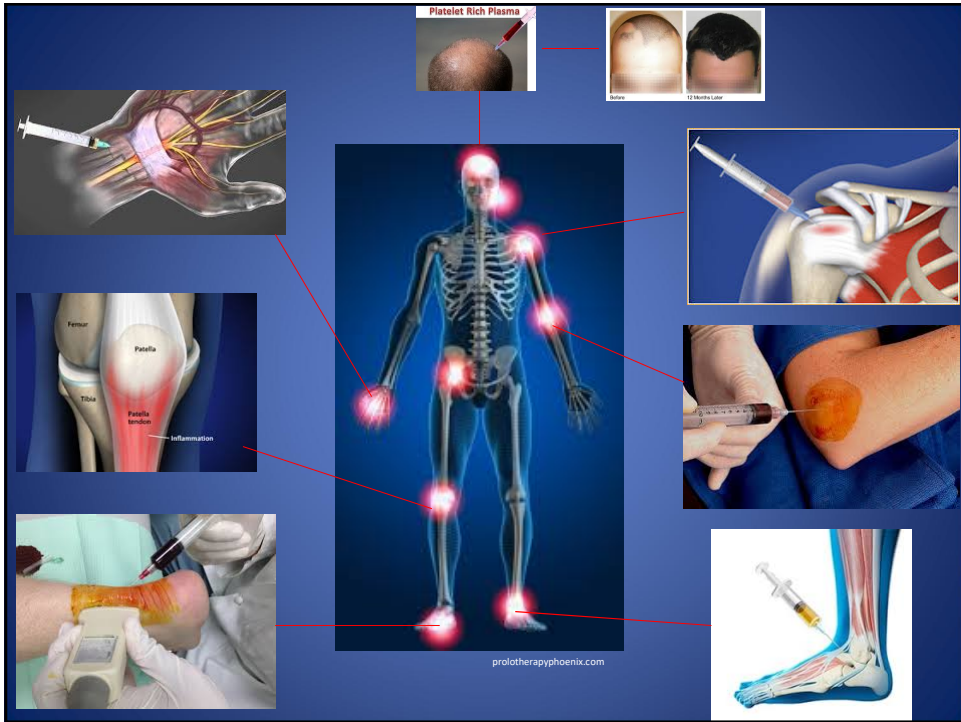 Platelet Rich Plasma
Before
12 Months Later
Femur
Patella
Tibia
Patella
tendon
Inflammation
prolotherapyphoenix.com